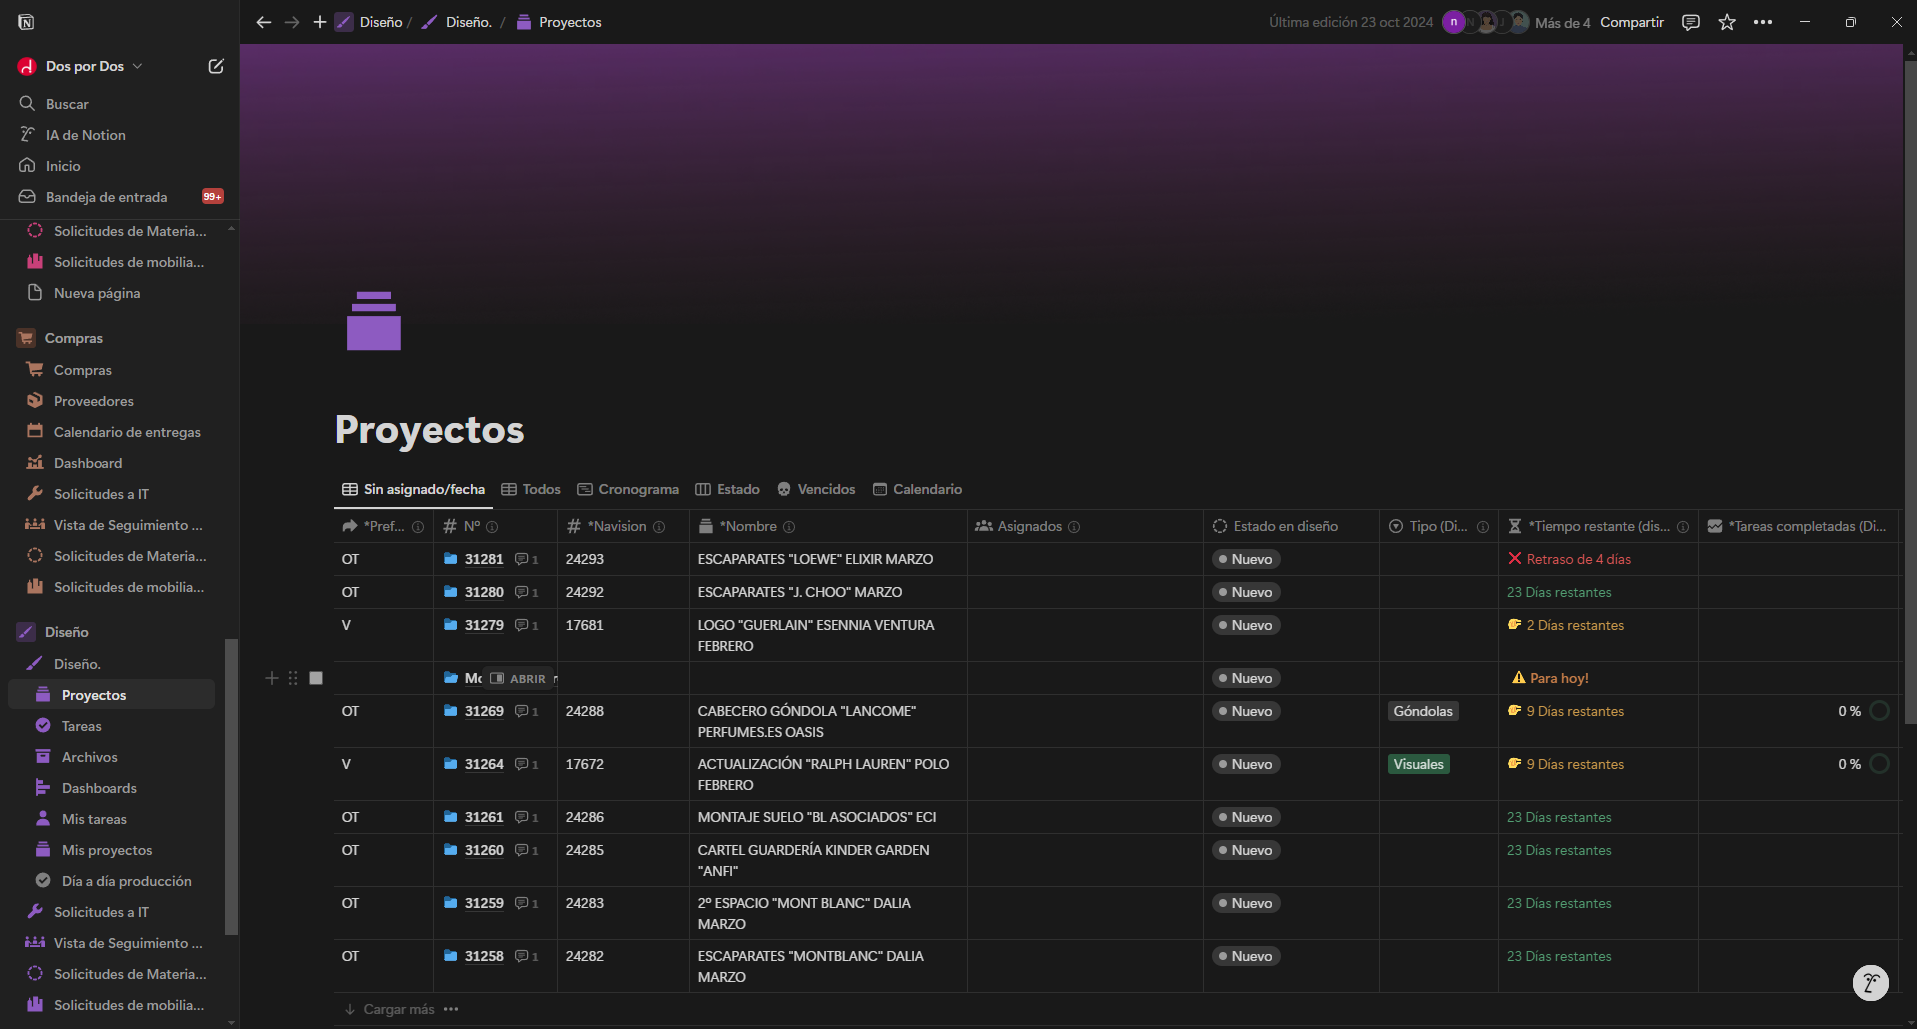 Diseño / Diseño. / Proyectos
Última edición 23 oct 2024
n
Más de 4
Compartir
Dos por Dos
Buscar
IA de Notion
Inicio
Bandeja de entrada 99+
Solicitudes de Materia...
Solicitudes de mobilia...
Nueva página
Compras
Compras
Proveedores
Calendario de entregas
Dashboard
Solicitudes a IT
Vista de Seguimiento ...
Solicitudes de Materia...
Solicitudes de mobilia...
Diseño
Diseño.
Proyectos
Tareas
Archivos
Dashboards
Mis tareas
Mis proyectos
Día a día producción
Solicitudes a IT
Vista de Seguimiento ...
Solicitudes de Materia...
Solicitudes de mobilia...
Proyectos
Sin asignado/fecha Todos Cronograma Estado Vencidos Calendario
*Pref... Nº *Navision *Nombre Asignados Estado en diseño Tipo (Di... *Tiempo restante (dis... *Tareas completadas (Di...
OT 31281 1 24293 ESCAPARATES "LOEWE" ELIXIR MARZO Nuevo Retraso de 4 días
OT 31280 1 24292 ESCAPARATES "J. CHOO" MARZO Nuevo 23 Días restantes
V 31279 1 17681 LOGO "GUERLAIN" ESENNIA VENTURA Nuevo 2 Días restantes
FEBRERO
ABRIR Nuevo Para hoy!
OT 31269 1 24288 CABECERO GÓNDOLA "LANCOME" Nuevo Góndolas 9 Días restantes 0 %
PERFUMES.ES OASIS
V 31264 1 17672 ACTUALIZACIÓN "RALPH LAUREN" POLO Nuevo Visuales 9 Días restantes 0 %
FEBRERO
OT 31261 1 24286 MONTAJE SUELO "BL ASOCIADOS" ECI Nuevo 23 Días restantes
OT 31260 1 24285 CARTEL GUARDERÍA KINDER GARDEN Nuevo 23 Días restantes
"ANFI"
OT 31259 1 24283 2º ESPACIO "MONT BLANC" DALIA Nuevo 23 Días restantes
MARZO
OT 31258 1 24282 ESCAPARATES "MONTBLANC" DALIA Nuevo 23 Días restantes
MARZO
Cargar más